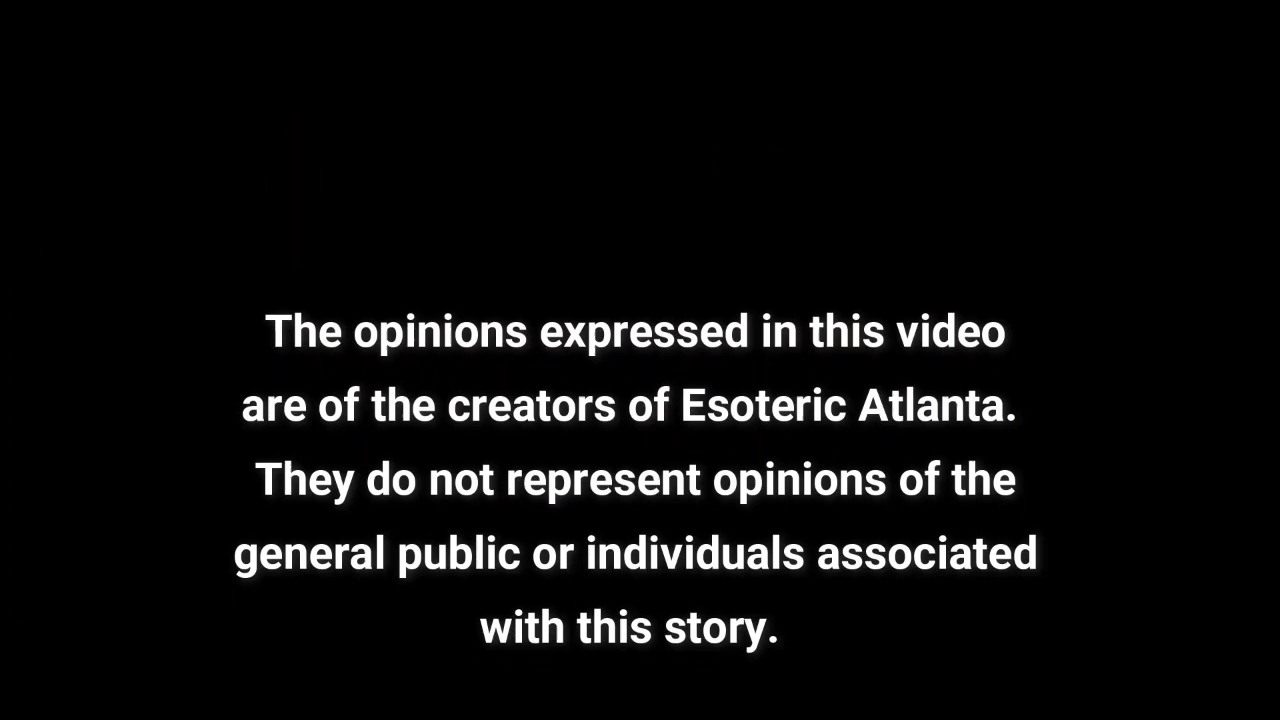 The opinions expressed in this video
are of the creators of Esoteric Atlanta.
They do not represent opinions of the
general public or individuals associated
with this story.